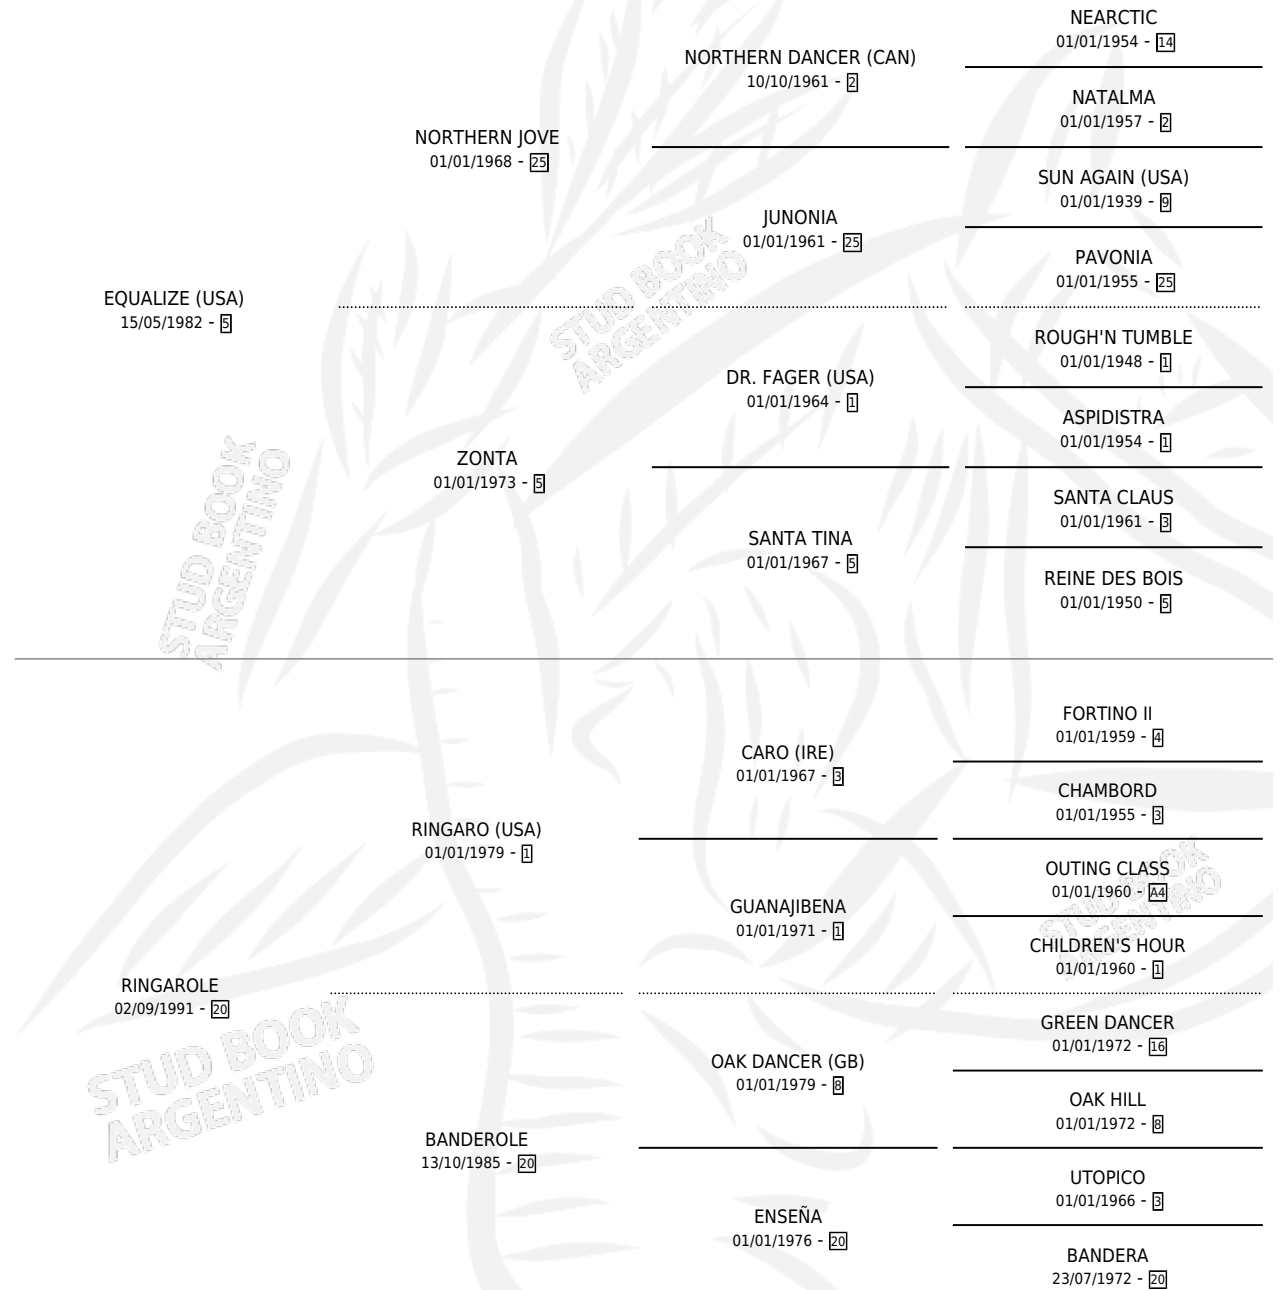 NEARCTIC
01/01/1954 - 14
NORTHERN DANCER (CAN)
10/10/1961 - 2
NATALMA
01/01/1957 - 2
NORTHERN JOVE
01/01/1968 - 25
SUN AGAIN (USA)
01/01/1939 - 9
JUNONIA
01/01/1961 - 25
PAVONIA
01/01/1955 - 25
EQUALIZE (USA)
15/05/1982 - 5
STUD BOOK
ARGENTINO
ROUGH'N TUMBLE
01/01/1948 - 1
DR. FAGER (USA)
01/01/1964 - 1
ASPIDISTRA
01/01/1954 - 1
ZONTA
01/01/1973 - 5
SANTA CLAUS
01/01/1961 - 3
SANTA TINA
01/01/1967 - 5
REINE DES BOIS
01/01/1950 - 5
STUD BOOK
ARGENTINO
FORTINO II
01/01/1959 - 4
CARO (IRE)
01/01/1967 - 3
CHAMBORD
01/01/1955 - 3
RINGARO (USA)
01/01/1979 - 1
OUTING CLASS
01/01/1960 - A4
GUANAJIBENA
01/01/1971 - 1
CHILDREN'S HOUR
01/01/1960 - 1
STUD BOOK
ARGENTINO
RINGAROLE
02/09/1991 - 20
GREEN DANCER
01/01/1972 - 16
OAK DANCER (GB)
01/01/1979 - 8
OAK HILL
01/01/1972 - 8
STUD BOOK
ARGENTINO
BANDEROLE
13/10/1985 - 20
UTOPICO
01/01/1966 - 3
ENSEÑA
01/01/1976 - 20
BANDERA
23/07/1972 - 20